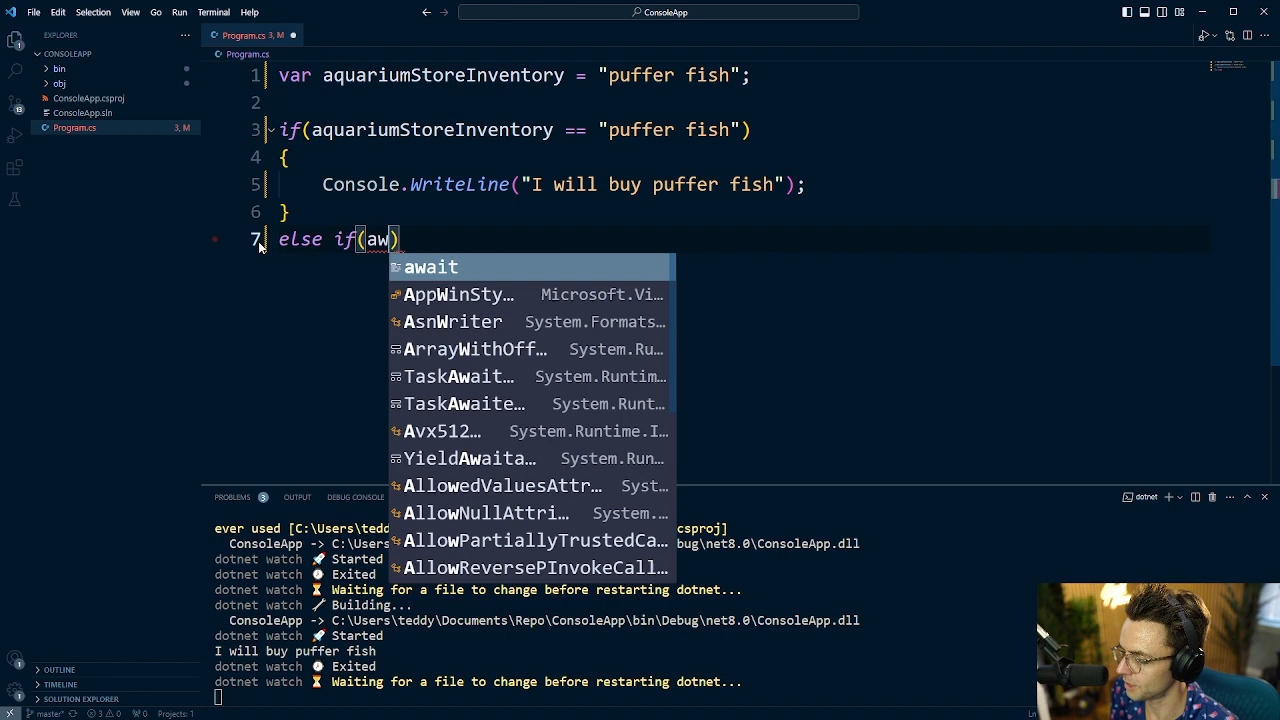 File Edit Selection View Go Run Terminal Help
ConsoleApp
EXPLORER
Program.cs 3, M
CONSOLEAPP
Program.cs
bin
obj
ConsoleApp.csproj
ConsoleApp.sln
Program.cs 3, M
1 var aquariumStoreInventory = "puffer fish";
2
3 if(aquariumStoreInventory == "puffer fish")
4 {
5 Console.WriteLine("I will buy puffer fish");
6 }
7 else if(aw)
await
AppWinSty... Microsoft.Vi...
AsnWriter System.Formats...
ArrayWithOff... System.Ru...
TaskAwait... System.Runtim...
TaskAwaite... System.Runt...
Avx512... System.Runtime.I...
YieldAwaita... System.Run...
AllowedValuesAttr... Syst...
AllowNullAttri... System....
AllowPartiallyTrustedCa...
AllowReversePInvokeCall...
PROBLEMS 3 OUTPUT DEBUG CONSOLE
dotnet
ever used [C:\Users\teddy csproj]
ConsoleApp -> C:\Users bug\net8.0\ConsoleApp.dll
dotnet watch 🚀 Started
dotnet watch ⌚ Exited
dotnet watch ⏳ Waiting for a file to change before restarting dotnet...
dotnet watch 🔧 Building...
ConsoleApp -> C:\Users\teddy\Documents\Repo\ConsoleApp\bin\Debug\net8.0\ConsoleApp.dll
dotnet watch 🚀 Started
I will buy puffer fish
dotnet watch ⌚ Exited
dotnet watch ⏳ Waiting for a file to change before restarting dotnet...
OUTLINE
TIMELINE
SOLUTION EXPLORER
master* 3 0 0 Projects: 1